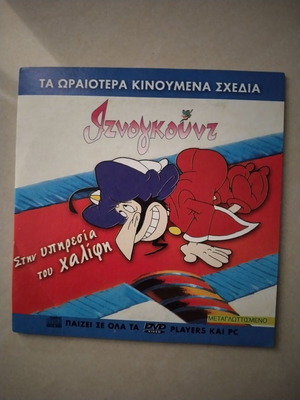 ΤΑ ΩΡΑΙΟΤΕΡΑ ΚΙΝΟΥΜΕΝΑ ΣΧΕΔΙΑ
Ιζνογκούντ
Στην υπηρεσία
του χαλίφη
ΜΕΤΑΓΛΩΤΤΙΣΜΕΝΟ
ΠΑΙΖΕΙ ΣΕ ΟΛΑ ΤΑ DVD PLAYERS ΚΑΙ PC